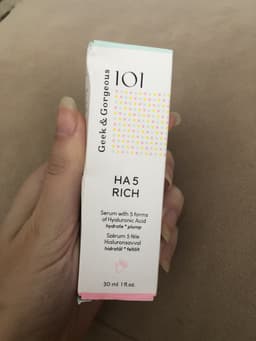 Geek & Gorgeous
101
HA 5
RICH
Serum with 5 forms
of Hyaluronic Acid
hydrate * plump
Szérum 5 féle
Hialuronsavval
hidratál * feltölt
30 ml 1 fl oz.